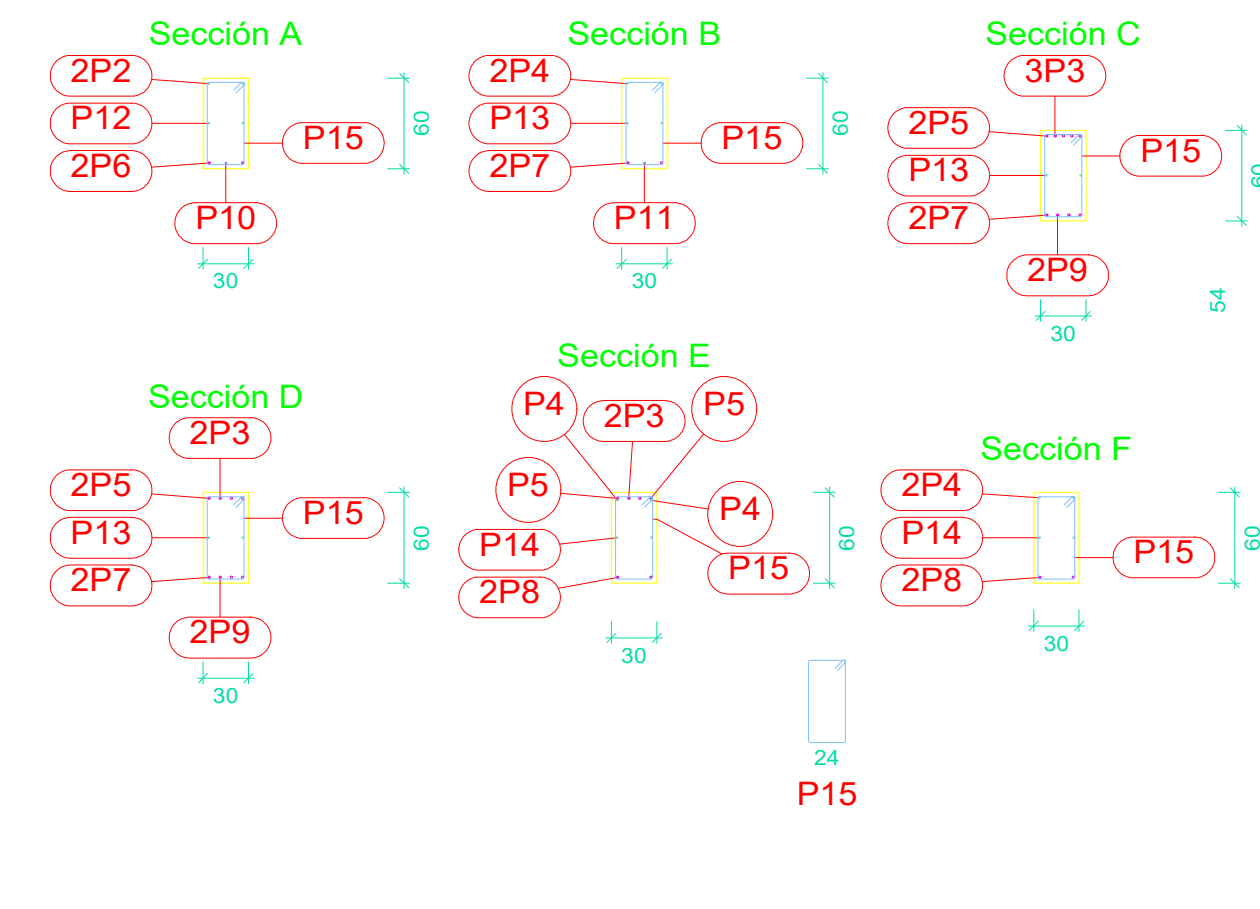 Sección A
2P2
P12
2P6
P15
P10
60
30
Sección B
2P4
P13
2P7
P15
P11
60
30
Sección C
3P3
2P5
P13
2P7
P15
2P9
60
30
54
Sección D
2P3
2P5
P13
2P7
P15
2P9
60
30
Sección E
P4
2P3
P5
P5
P4
P14
P15
2P8
60
30
Sección F
2P4
P14
2P8
P15
60
30
24
P15